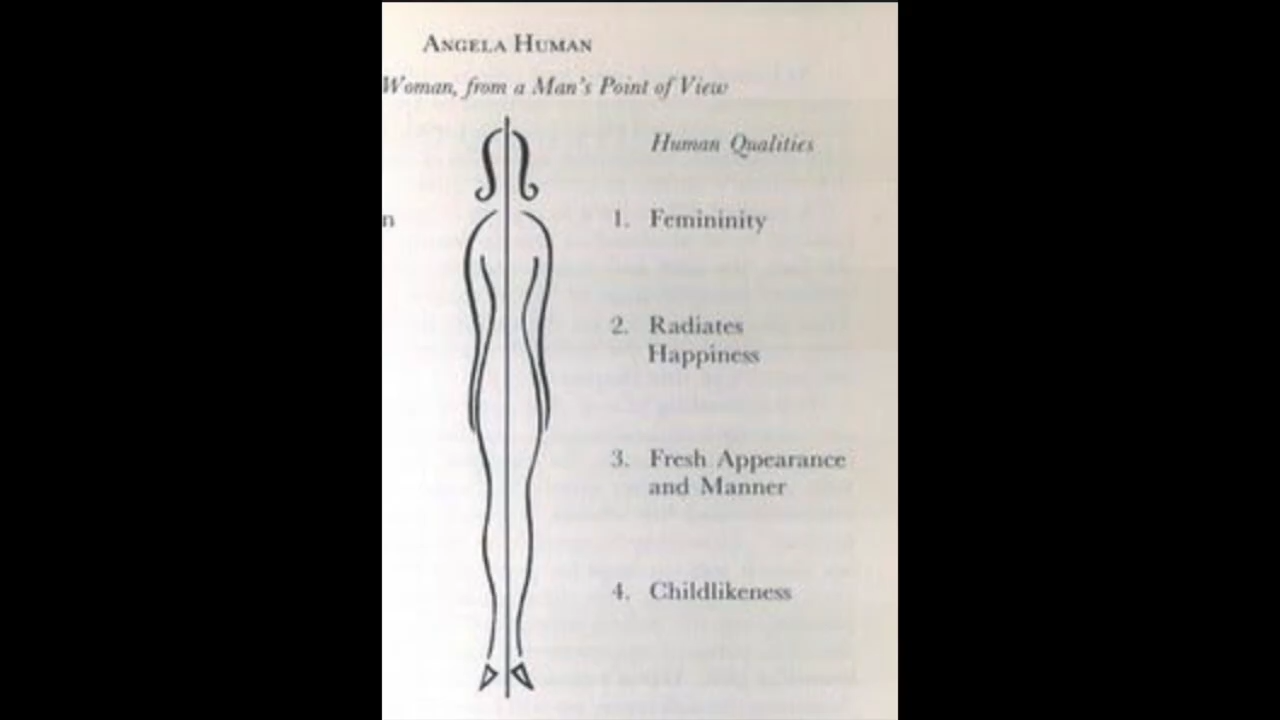 ANGELA HUMAN
Woman, from a Man's Point of View
Human Qualities
n
1. Femininity
2. Radiates
Happiness
3. Fresh Appearance
and Manner
4. Childlikeness